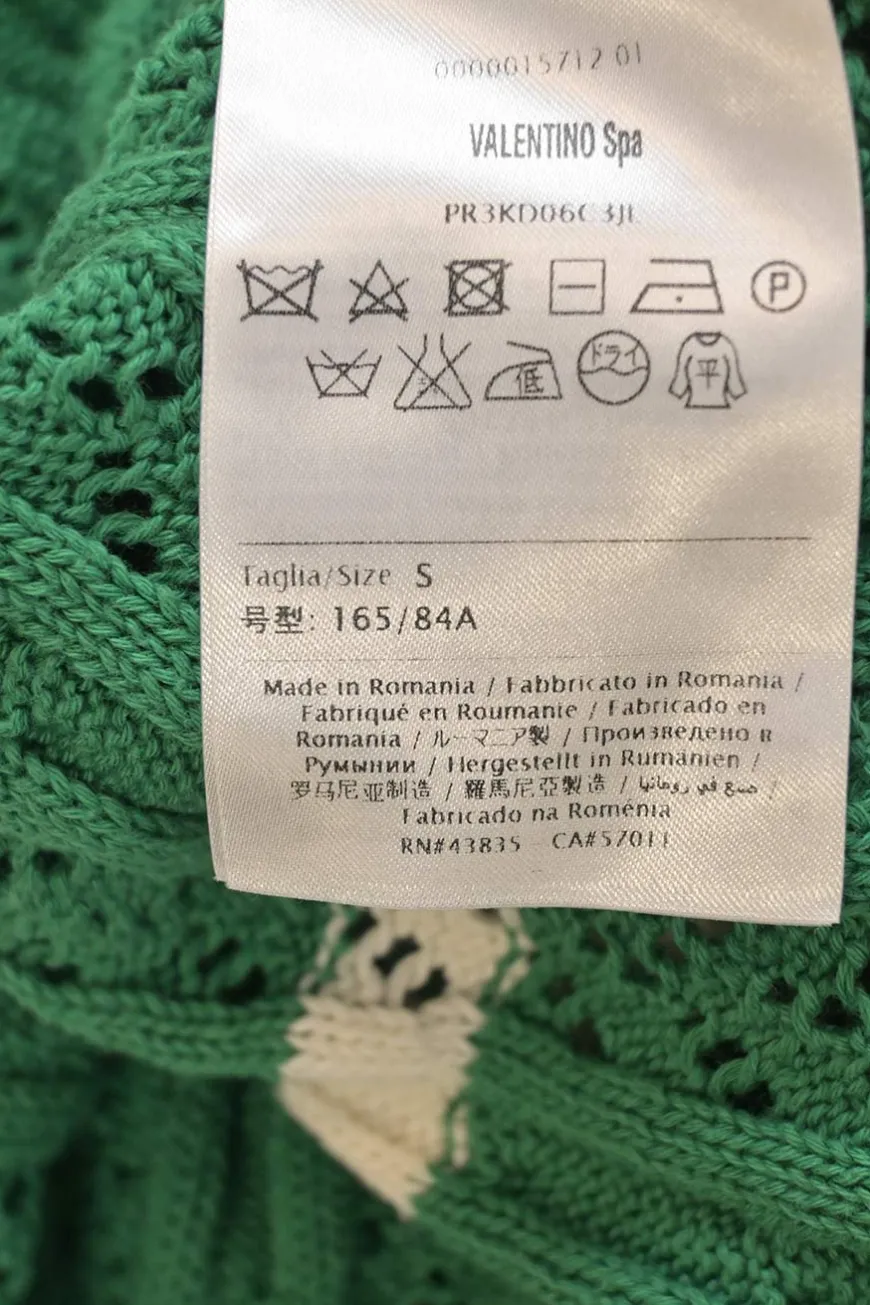 0000015712 01
VALENTINO Spa
PR3KD06C3JL
P
低 ドライ 平
Taglia/Size S
号型: 165/84A
Made in Romania / Fabbricato in Romania /
Fabriqué en Roumanie / Fabricado en
Romania / ルーマニア製 / Произведено в
Румынии / Hergestellt in Rumänien /
罗马尼亚制造 / 羅馬尼亞製造 / صنع في رومانيا /
Fabricado na Roménia
RN#43835 CA#57011